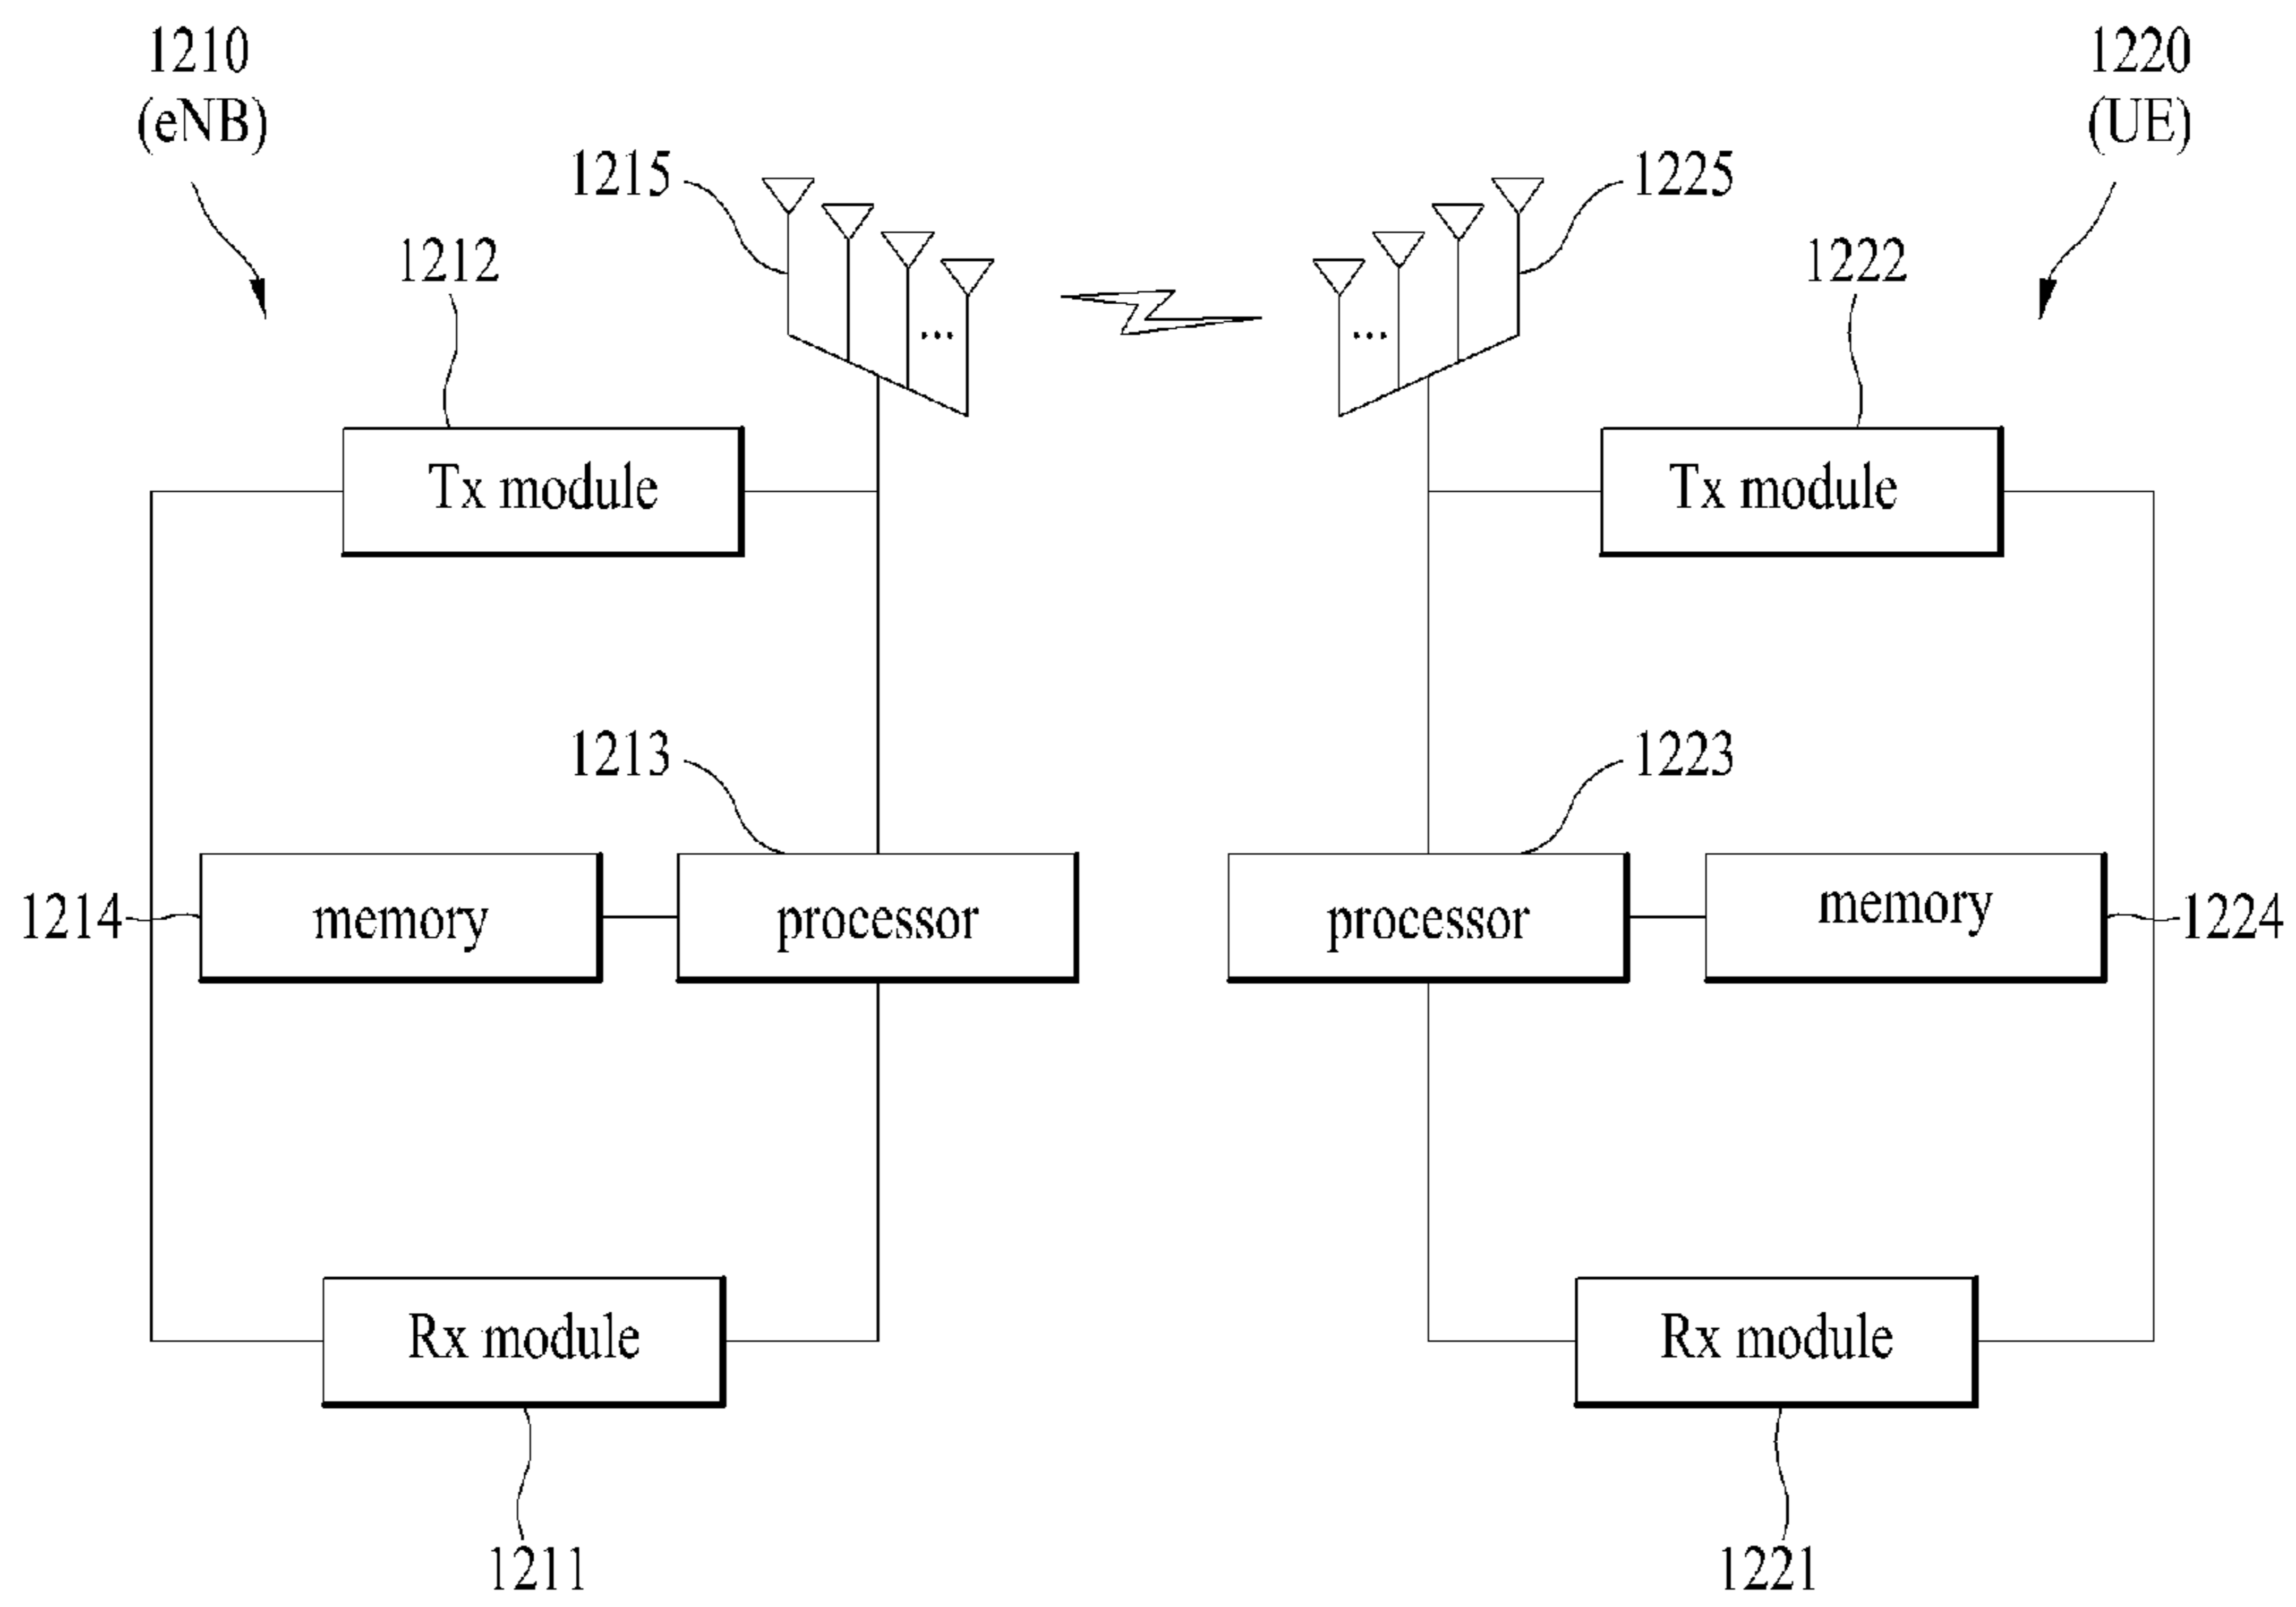 1210
(eNB)
1220
(UE)
1215
1225
1212
1222
...
...
Tx module
Tx module
1213
1223
1214
memory
processor
processor
memory
1224
Rx module
Rx module
1211
1221